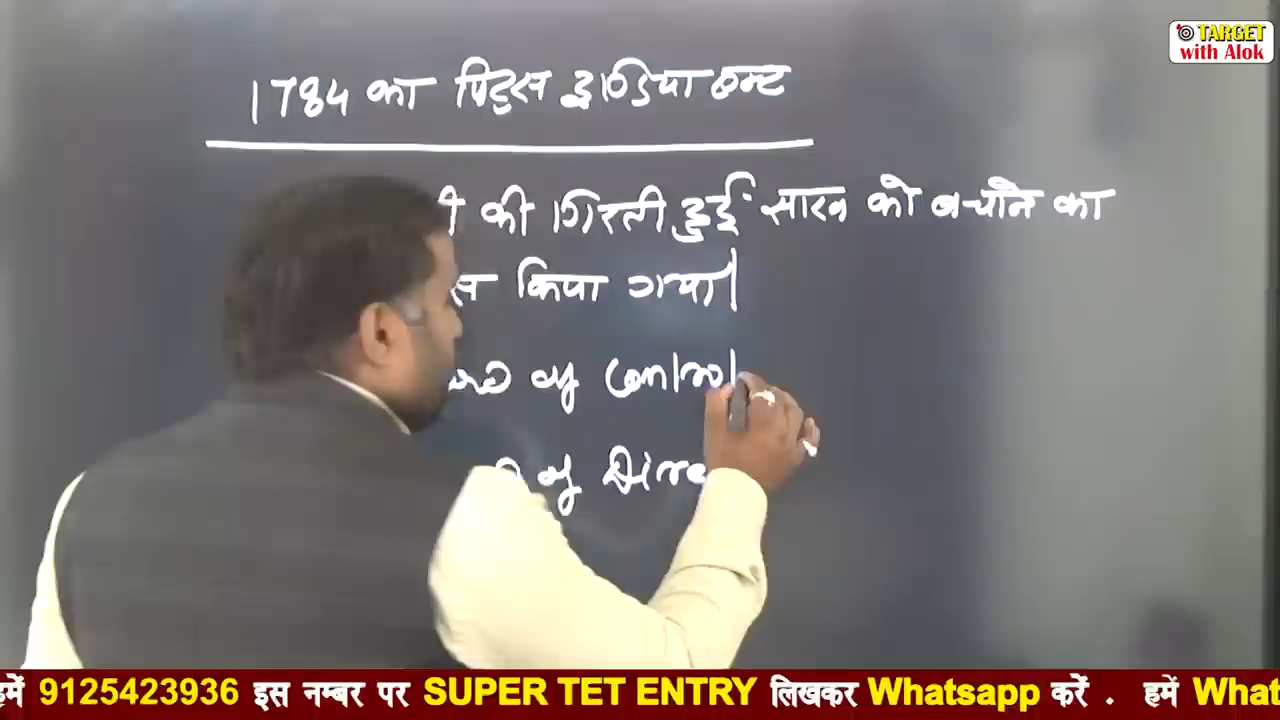 TARGET
with Alok
1784 का पिट्स इण्डिया एक्ट
की गिरती हुई साख को बचाने का
स किया गया।
of Control
of Direc
हमें 9125423936 इस नम्बर पर SUPER TET ENTRY लिखकर Whatsapp करें . हमें What